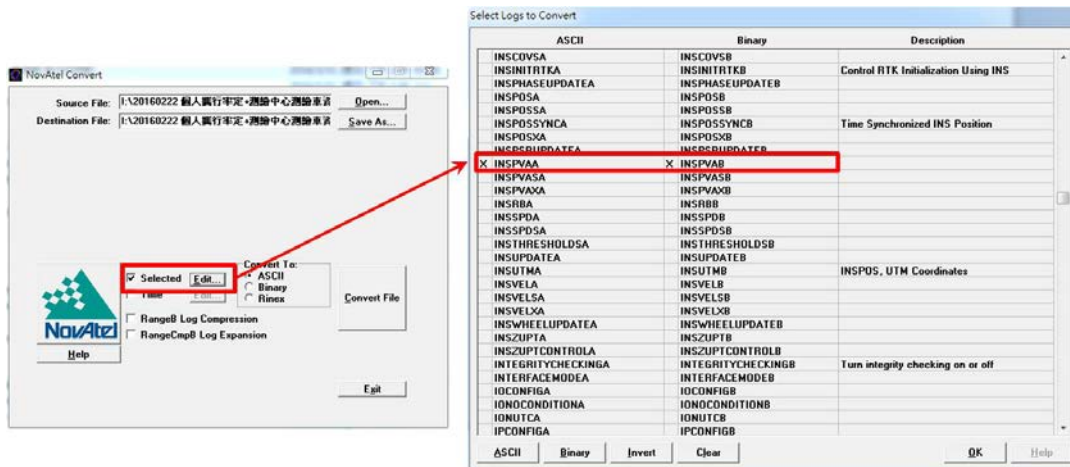 NovAtel Convert
Source File: I:\20160222 個人實行率定+測繪中心測繪車資 Open...
Destination File: I:\20160222 個人實行率定+測繪中心測繪車資 Save As...
Selected Edit...
Time Edit...
RangeB Log Compression
RangeCmpB Log Expansion
Convert To:
ASCII
Binary
Rinex
Convert File
NovAtel
Help
Exit
Select Logs to Convert
ASCII Binary Description
INSCOVSA INSCOVSB
INSINITRTKA INSINITRTKB Control RTK Initialization Using INS
INSPHASEUPDATEA INSPHASEUPDATEB
INSPOSA INSPOSB
INSPOSSA INSPOSSB
INSPOSSYNCA INSPOSSYNCB Time Synchronized INS Position
INSPOSXA INSPOSXB
INSPSRUPDATEA INSPSRUPDATEB
X INSPVAA X INSPVAB
INSPVASA INSPVASB
INSPVAXA INSPVAXB
INSRBA INSRBB
INSSPDA INSSPDB
INSSPDSA INSSPDSB
INSTHRESHOLDSA INSTHRESHOLDSB
INSUPDATEA INSUPDATEB
INSUTMA INSUTMB INSPOS, UTM Coordinates
INSVELA INSVELB
INSVELSA INSVELSB
INSVELXA INSVELXB
INSWHEELUPDATEA INSWHEELUPDATEB
INSZUPTA INSZUPTB
INSZUPTCONTROLA INSZUPTCONTROLB
INTEGRITYCHECKINGA INTEGRITYCHECKINGB Turn integrity checking on or off
INTERFACEMODEA INTERFACEMODEB
IOCONFIGA IOCONFIGB
IONOCONDITIONA IONOCONDITIONB
IONUTCA IONUTCB
IPCONFIGA IPCONFIGB
ASCII Binary Invert Clear OK Help